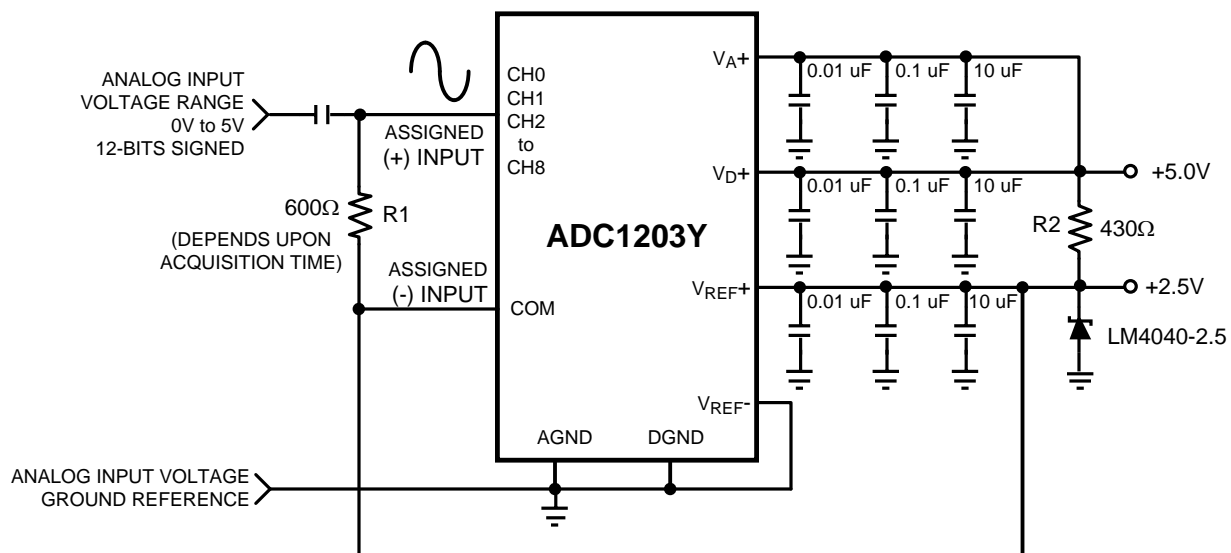 ANALOG INPUT
VOLTAGE RANGE
0V to 5V
12-BITS SIGNED
ASSIGNED
(+) INPUT
600Ω
R1
(DEPENDS UPON
ACQUISITION TIME)
ASSIGNED
(-) INPUT
CH0
CH1
CH2
to
CH8
COM
ADC1203Y
VA+
VD+
VREF+
VREF-
AGND
DGND
0.01 uF
0.1 uF
10 uF
0.01 uF
0.1 uF
10 uF
0.01 uF
0.1 uF
10 uF
+5.0V
R2
430Ω
+2.5V
LM4040-2.5
ANALOG INPUT VOLTAGE
GROUND REFERENCE